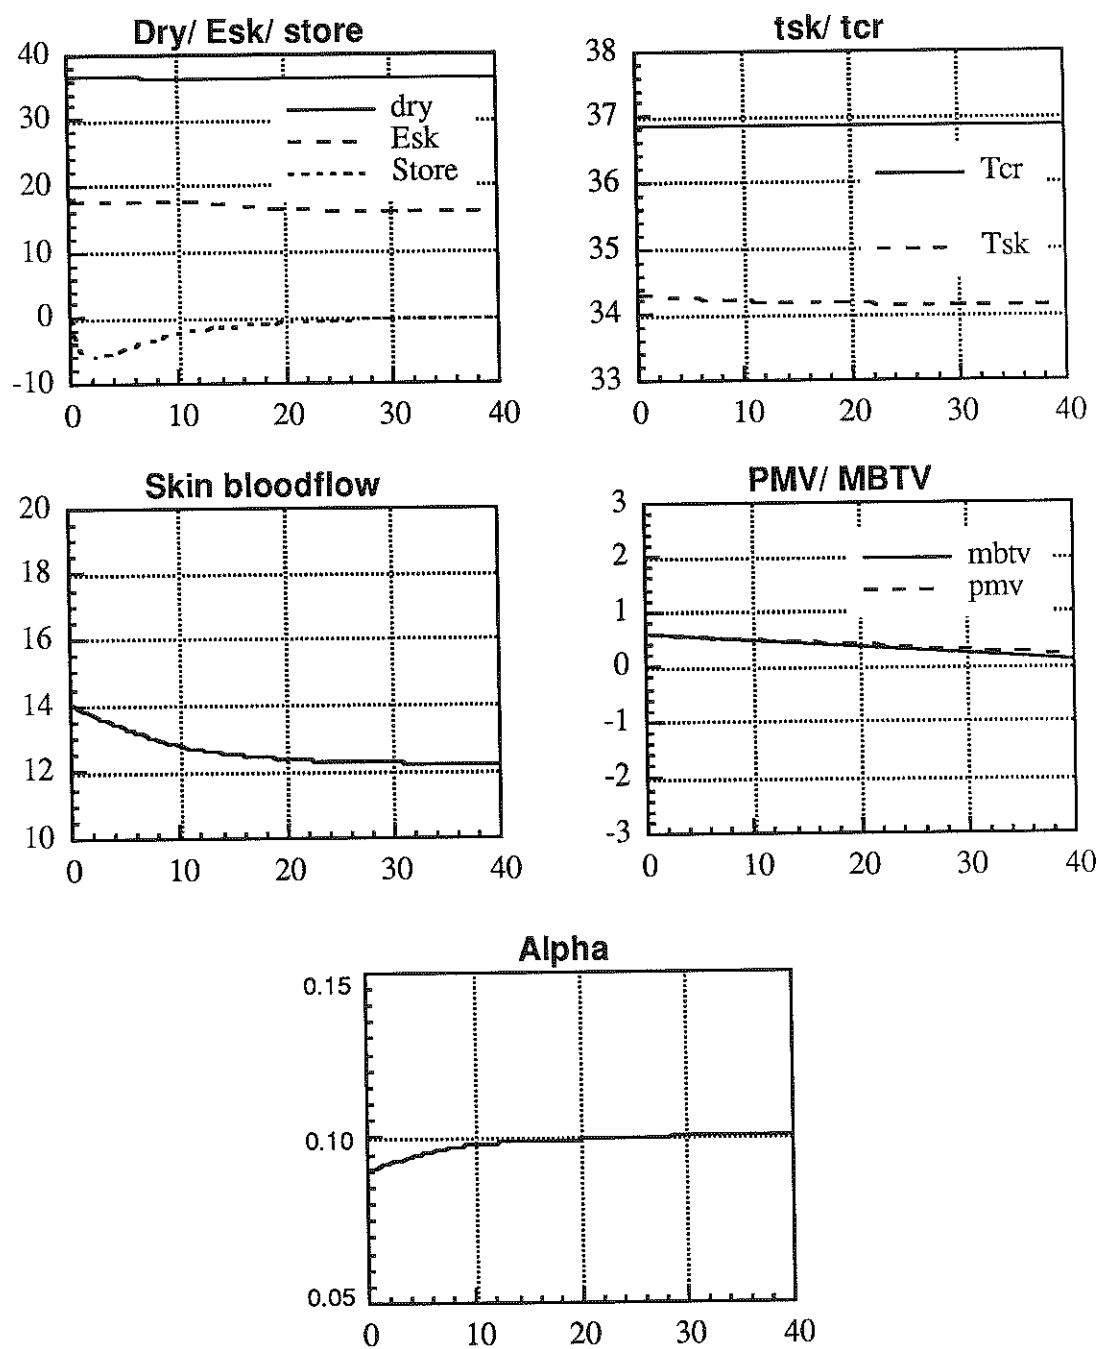 Dry/ Esk/ store
40
30
20
10
0
-10
dry
Esk
Store
0 10 20 30 40
tsk/ tcr
38
37
36
35
34
33
Tcr
Tsk
0 10 20 30 40
Skin bloodflow
20
18
16
14
12
10
0 10 20 30 40
PMV/ MBTV
3
2
1
0
-1
-2
-3
mbtv
pmv
0 10 20 30 40
Alpha
0.15
0.10
0.05
0 10 20 30 40